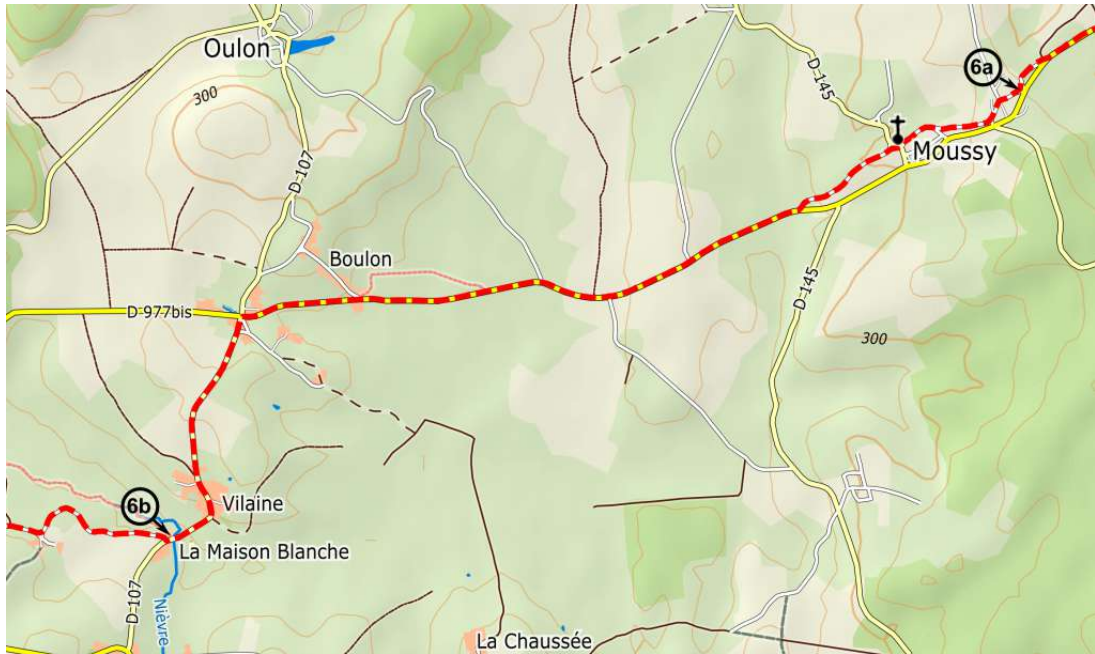 Oulon
300
D 107
D 145
6a
Moussy
Boulon
D 977bis
D 145
300
Vilaine
6b
La Maison Blanche
D 107
Nièvre
La Chaussée